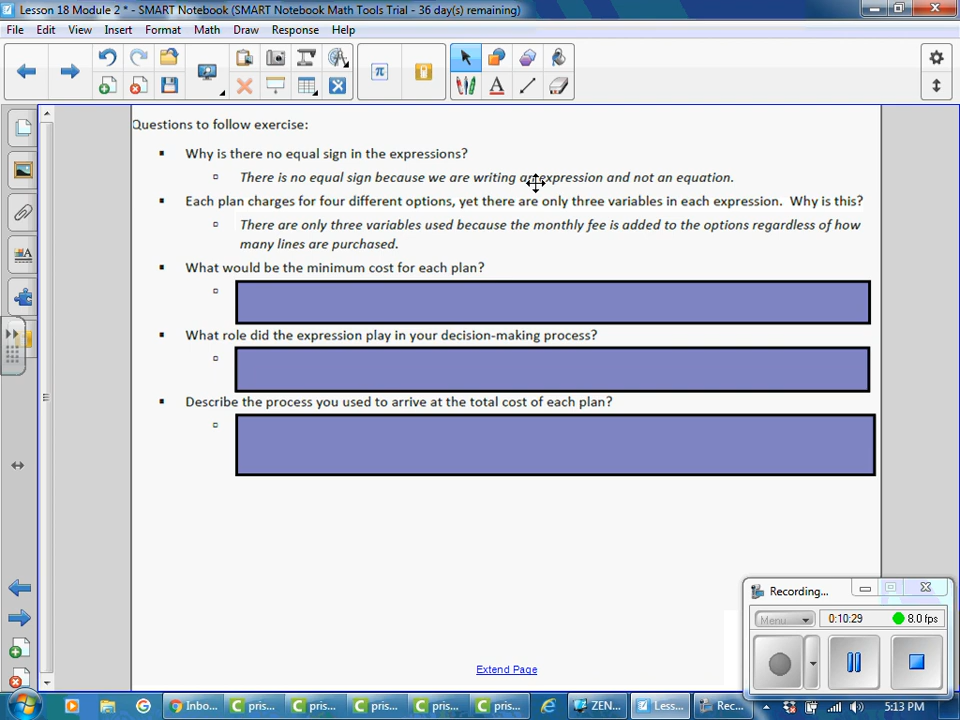 Lesson 18 Module 2 * - SMART Notebook (SMART Notebook Math Tools Trial - 36 day(s) remaining)
File Edit View Insert Format Math Draw Response Help
Questions to follow exercise:
▪ Why is there no equal sign in the expressions?
▫ There is no equal sign because we are writing an expression and not an equation.
▪ Each plan charges for four different options, yet there are only three variables in each expression. Why is this?
▫ There are only three variables used because the monthly fee is added to the options regardless of how
many lines are purchased.
▪ What would be the minimum cost for each plan?
▪ What role did the expression play in your decision-making process?
▪ Describe the process you used to arrive at the total cost of each plan?
Recording...
Menu 0:10:29 8.0 fps
Extend Page
Inbo... pris... pris... pris... pris... pris... ZEN... Less... Rec... 5:13 PM